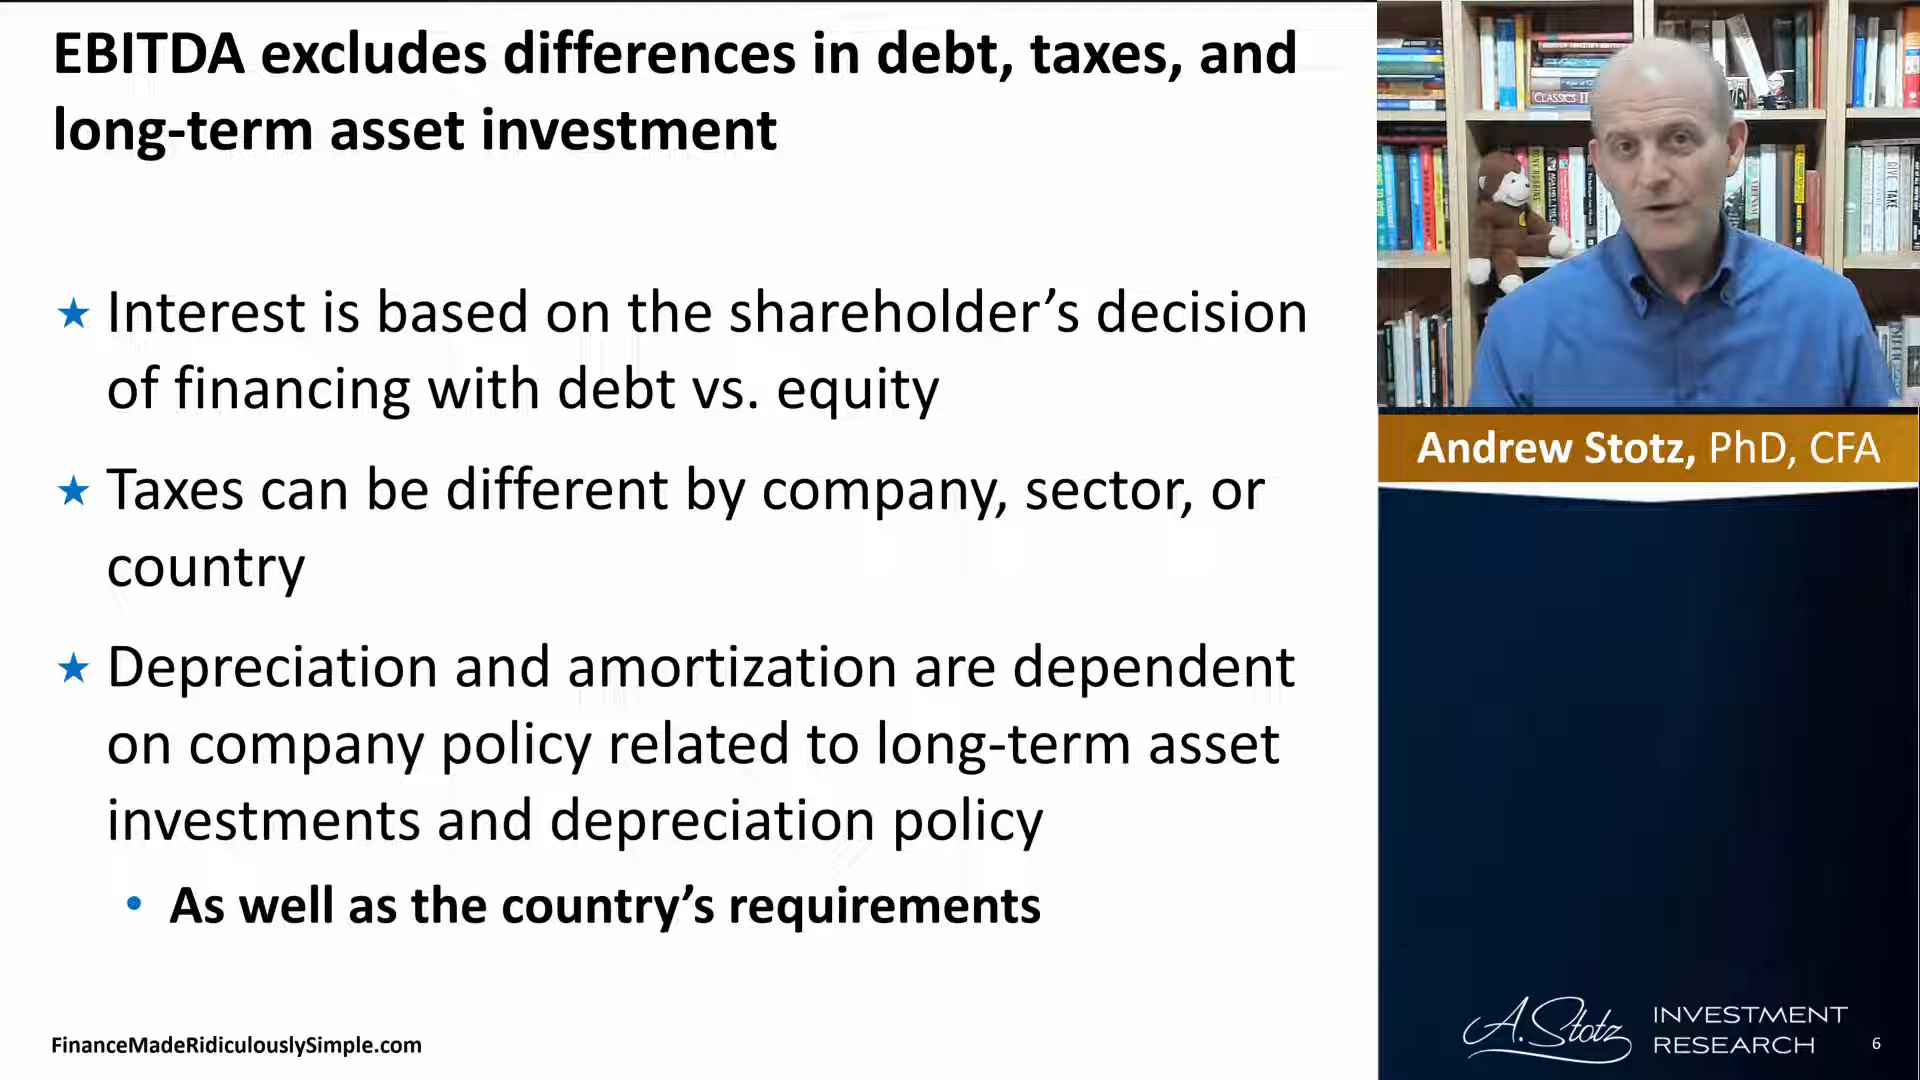 EBITDA excludes differences in debt, taxes, and
long-term asset investment
★ Interest is based on the shareholder’s decision
of financing with debt vs. equity
★ Taxes can be different by company, sector, or
country
★ Depreciation and amortization are dependent
on company policy related to long-term asset
investments and depreciation policy
• As well as the country’s requirements
FinanceMadeRidiculouslySimple.com
CLASSICS
GIVE
TAKE
Andrew Stotz, PhD, CFA
A. Stotz
INVESTMENT
RESEARCH
6